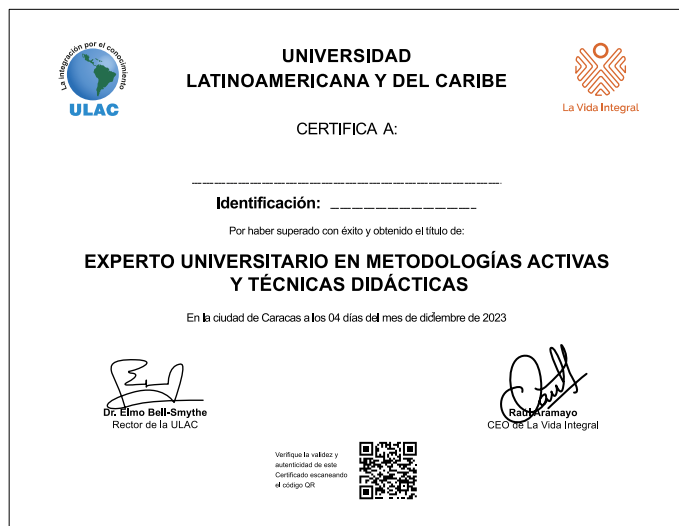 La integración por el conocimiento
ULAC
UNIVERSIDAD
LATINOAMERICANA Y DEL CARIBE
La Vida Integral
CERTIFICA A:
Identificación:
Por haber superado con éxito y obtenido el título de:
EXPERTO UNIVERSITARIO EN METODOLOGÍAS ACTIVAS
Y TÉCNICAS DIDÁCTICAS
En la ciudad de Caracas a los 04 días del mes de diciembre de 2023
Dr. Elmo Bell-Smythe
Rector de la ULAC
Raúl Aramayo
CEO de La Vida Integral
Verifique la validez y
autenticidad de este
Certificado escaneando
el código QR